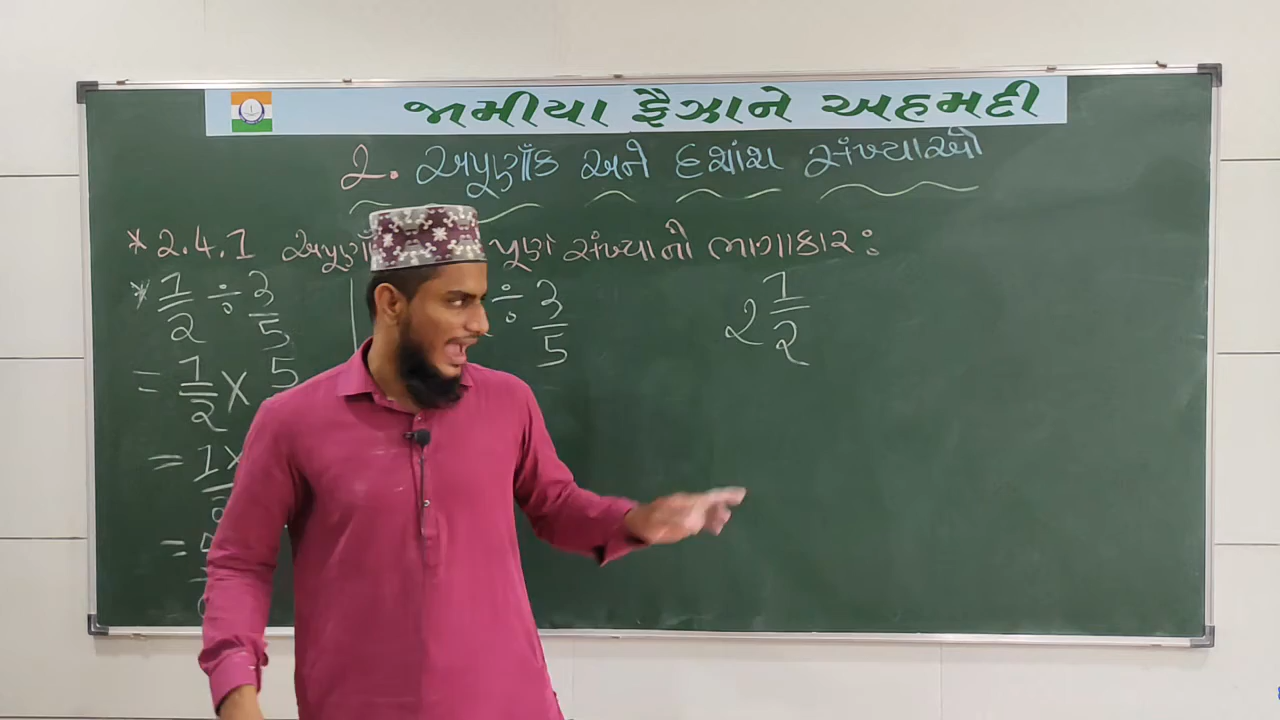 જામીયા ફૈઝાને અહમદી
2. અપૂર્ણાંક અને દશાંશ સંખ્યાઓ
* 2.4.1 પૂર્ણ સંખ્યાનો ભાગાકાર :
* 1/2 ÷ 3/5
= 1/2 × 5
= 1×
=
÷ 3/5
2 1/2